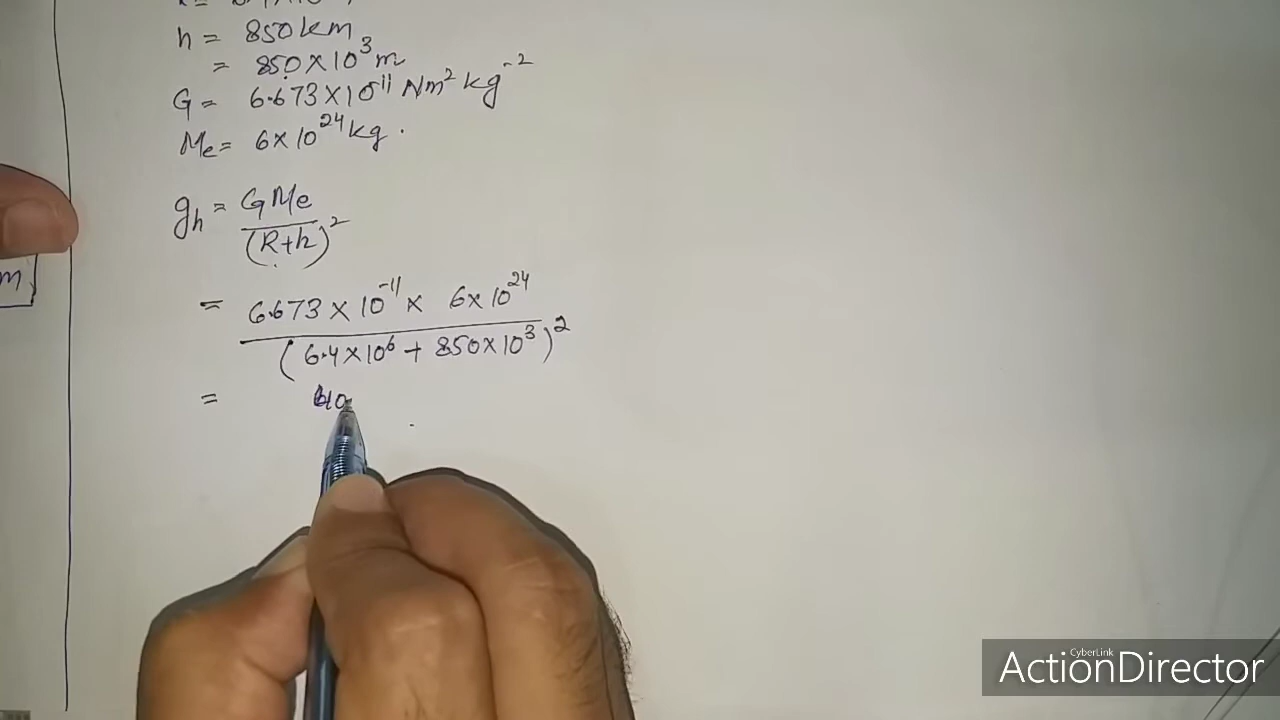 h = 850 km
= 850×10³ m
G = 6.673×10⁻¹¹ Nm² kg⁻²
Me = 6×10²⁴ kg.
gh = GMe
(R+h)²
= 6.673 × 10⁻¹¹ × 6×10²⁴
(6.4×10⁶ + 850×10³)²
=
m
CyberLink
ActionDirector